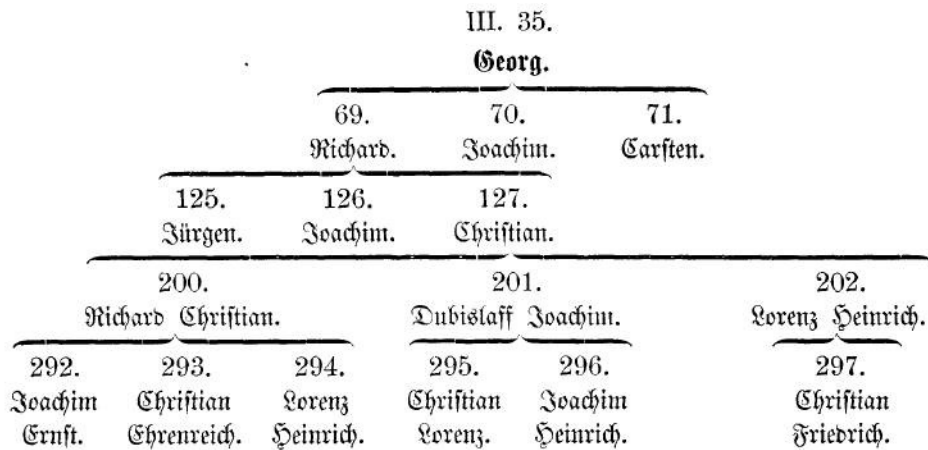 III. 35.
Georg.
69. 70. 71.
Richard. Joachim. Carſten.
125. 126. 127.
Jürgen. Joachim. Chriſtian.
200. 201. 202.
Richard Chriſtian. Dubislaff Joachim. Lorenz Heinrich.
292. 293. 294. 295. 296. 297.
Joachim Chriſtian Lorenz Chriſtian Joachim Chriſtian
Ernſt. Ehrenreich. Heinrich. Lorenz. Heinrich. Friedrich.